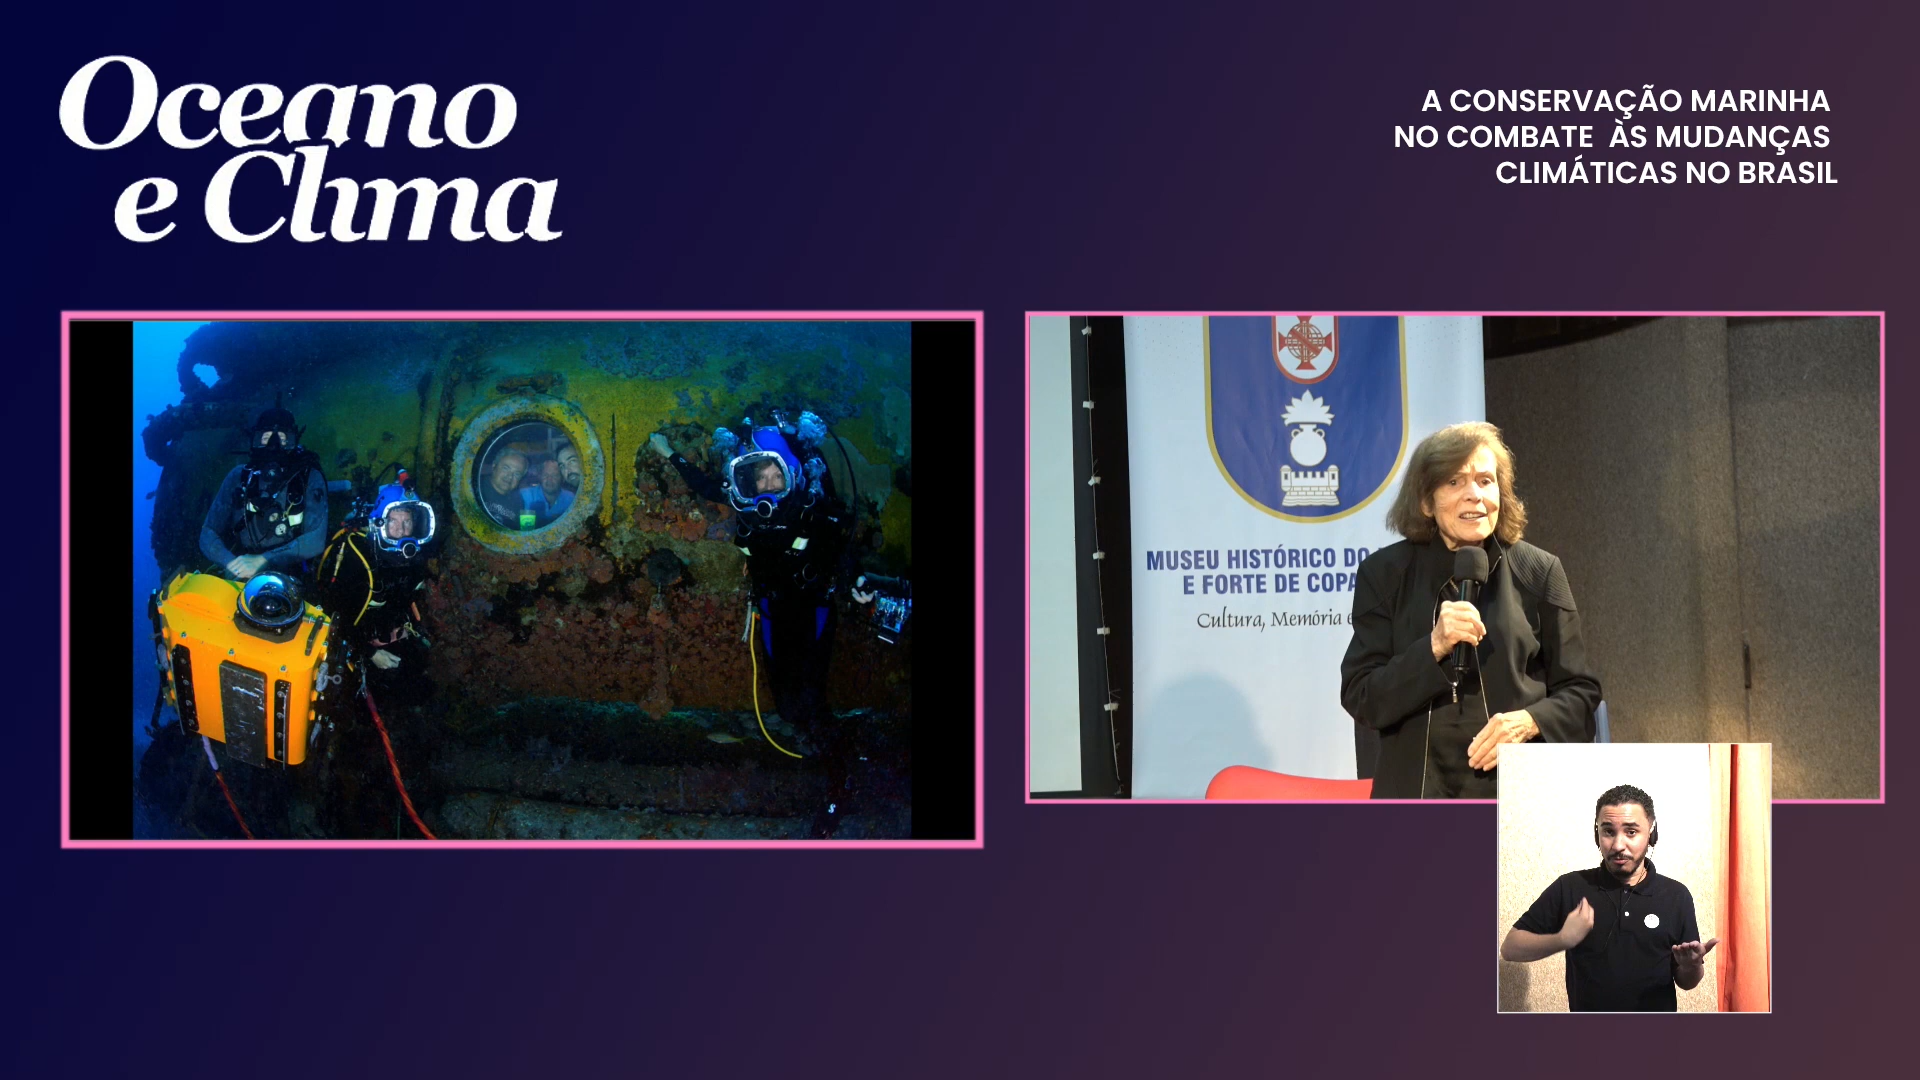 Oceano
e Clima
A CONSERVAÇÃO MARINHA
NO COMBATE ÀS MUDANÇAS
CLIMÁTICAS NO BRASIL
MUSEU HISTÓRICO DO
E FORTE DE COPA
Cultura, Memória e